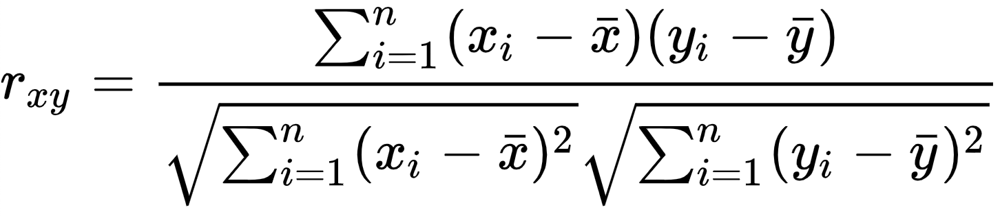 r_{xy} = \frac{\sum_{i=1}^{n}(x_i - \bar{x})(y_i - \bar{y})}{\sqrt{\sum_{i=1}^{n}(x_i - \bar{x})^2}\sqrt{\sum_{i=1}^{n}(y_i - \bar{y})^2}}